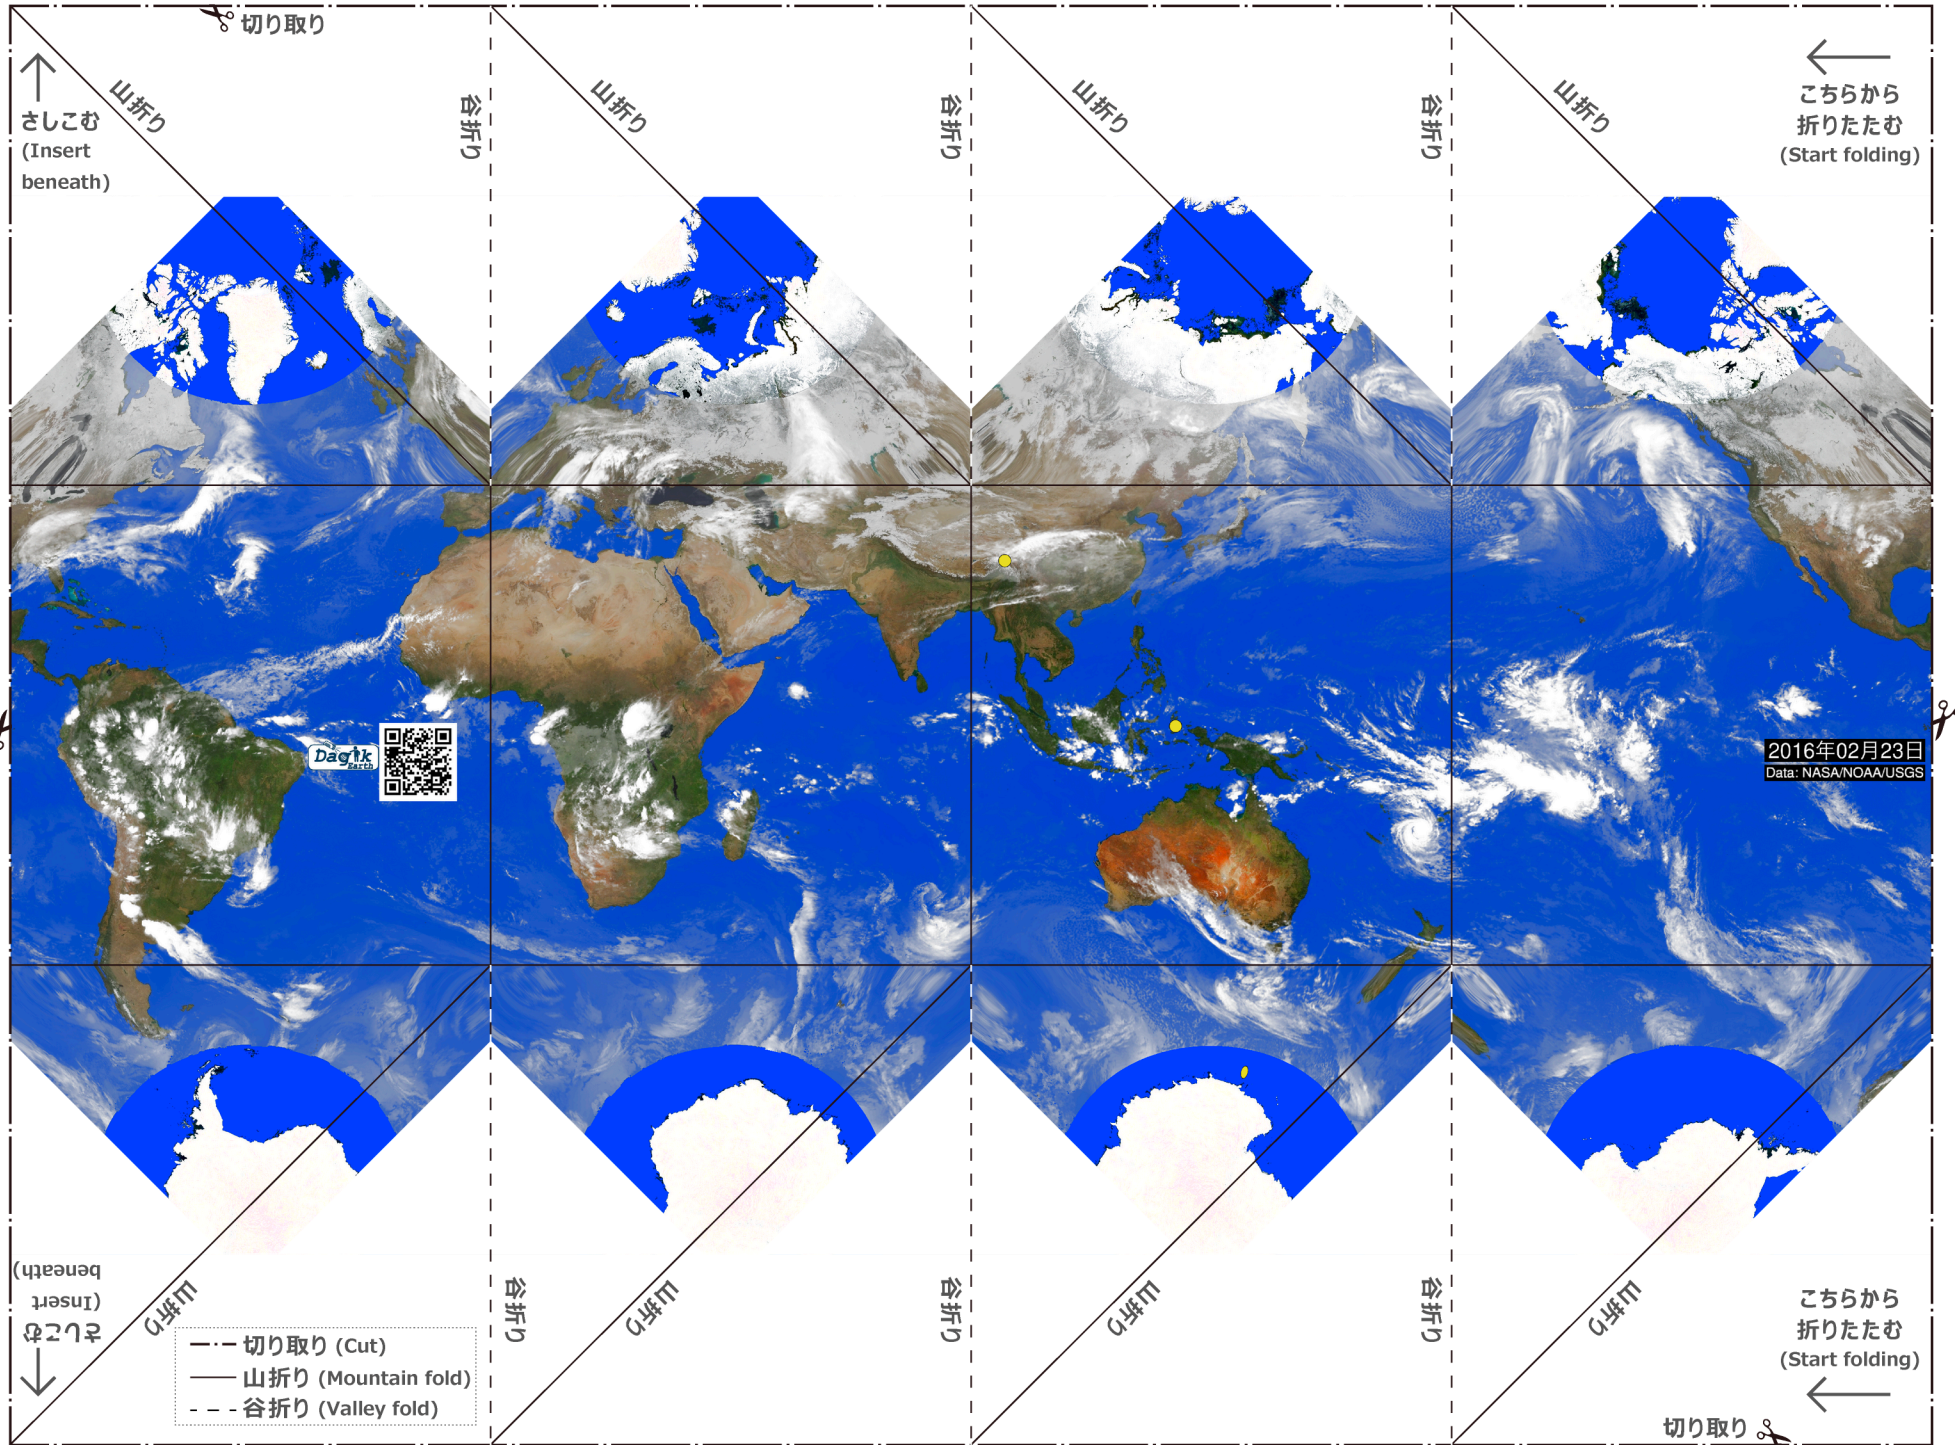 切り取り
山折り
谷折り
山折り
谷折り
山折り
谷折り
山折り
さしこむ
(Insert
beneath)
こちらから
折りたたむ
(Start folding)
Dagik
Earth
2016年02月23日
Data: NASA/NOAA/USGS
さしこむ
(Insert
beneath)
山折り
谷折り
山折り
谷折り
山折り
谷折り
山折り
こちらから
折りたたむ
(Start folding)
切り取り (Cut)
山折り (Mountain fold)
谷折り (Valley fold)
切り取り